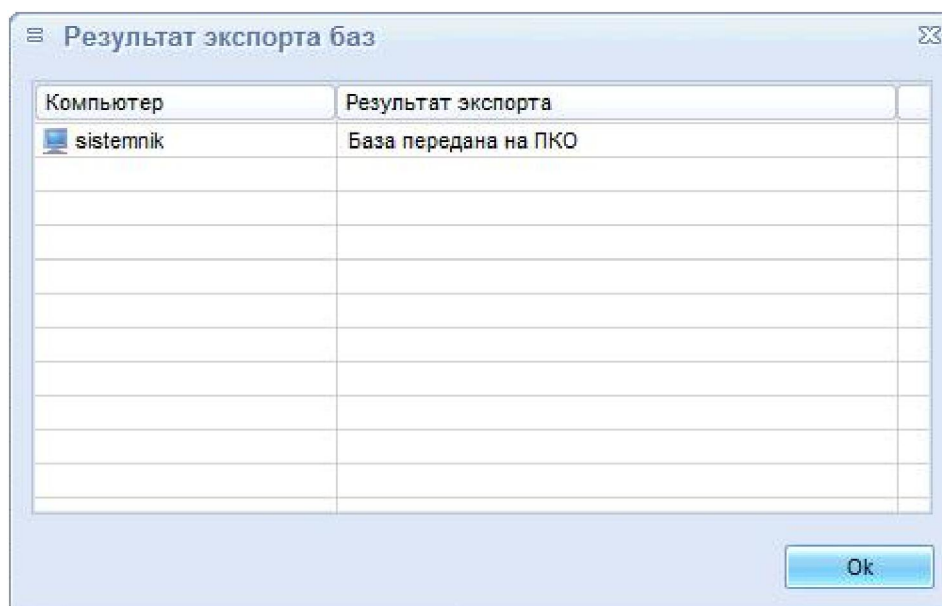 Результат экспорта баз
Компьютер Результат экспорта
sistemnik База передана на ПКО
Ok